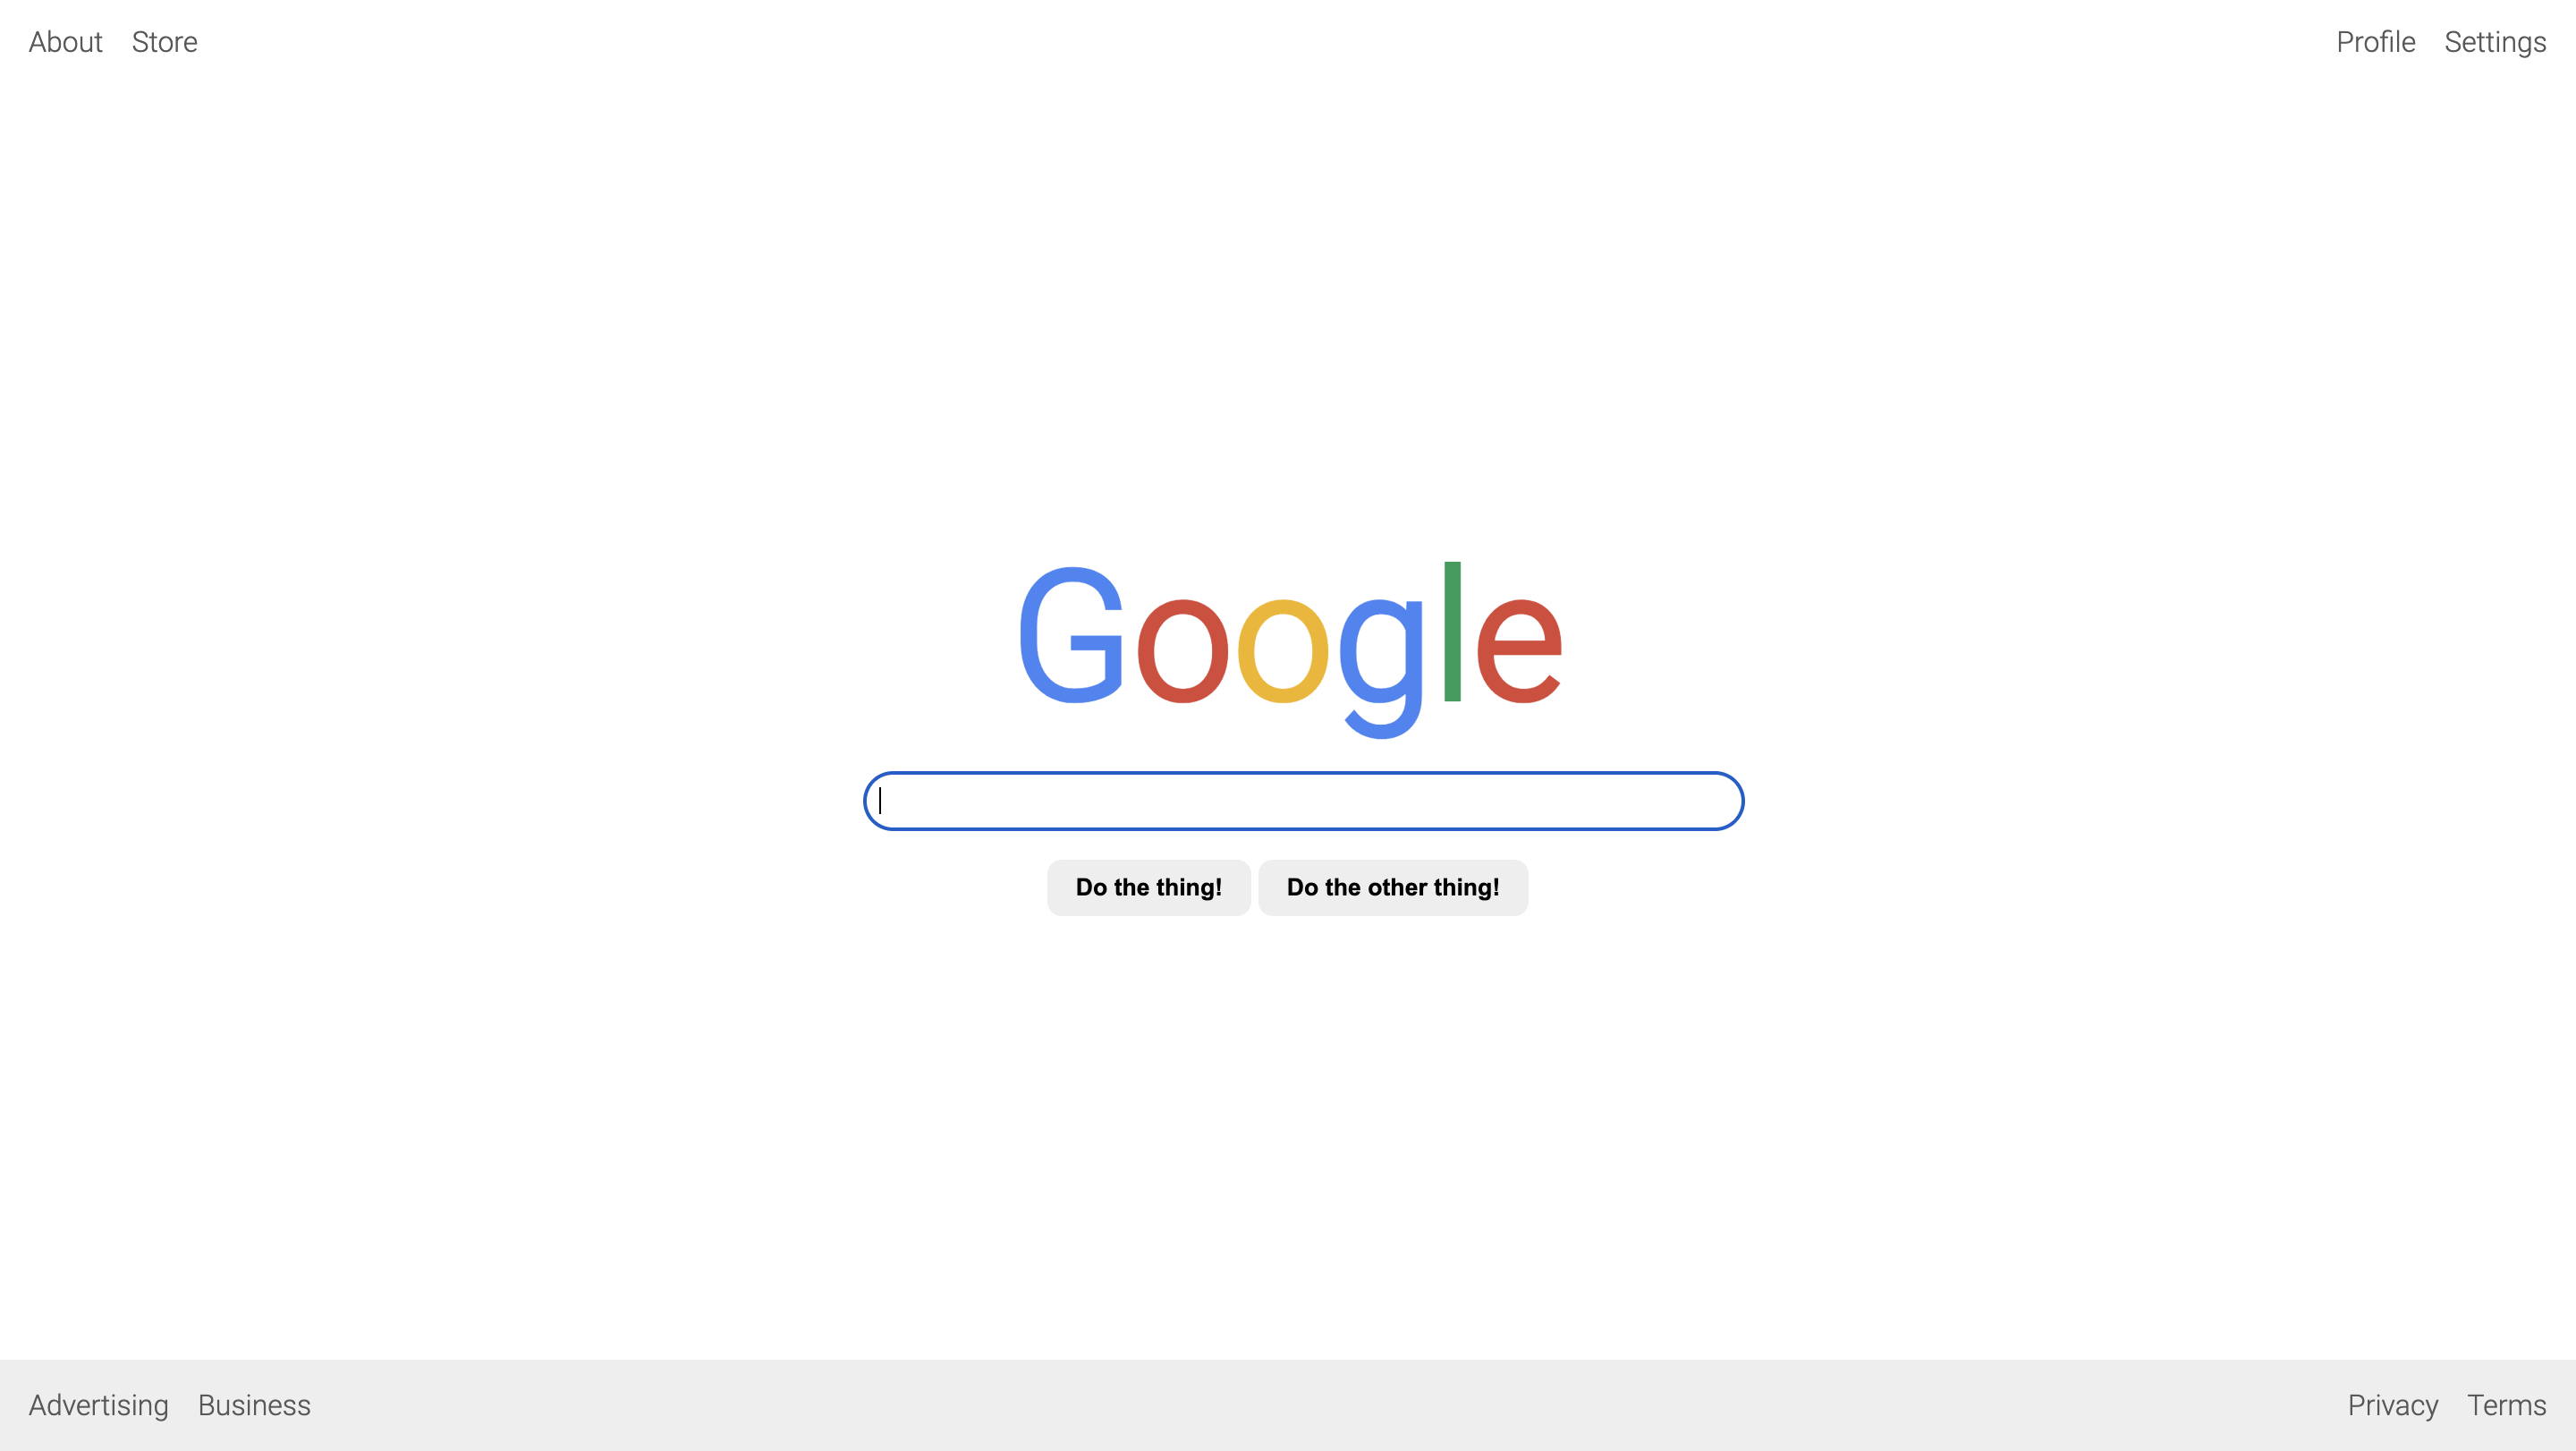 About Store Profile Settings
Google
Do the thing! Do the other thing!
Advertising Business Privacy Terms